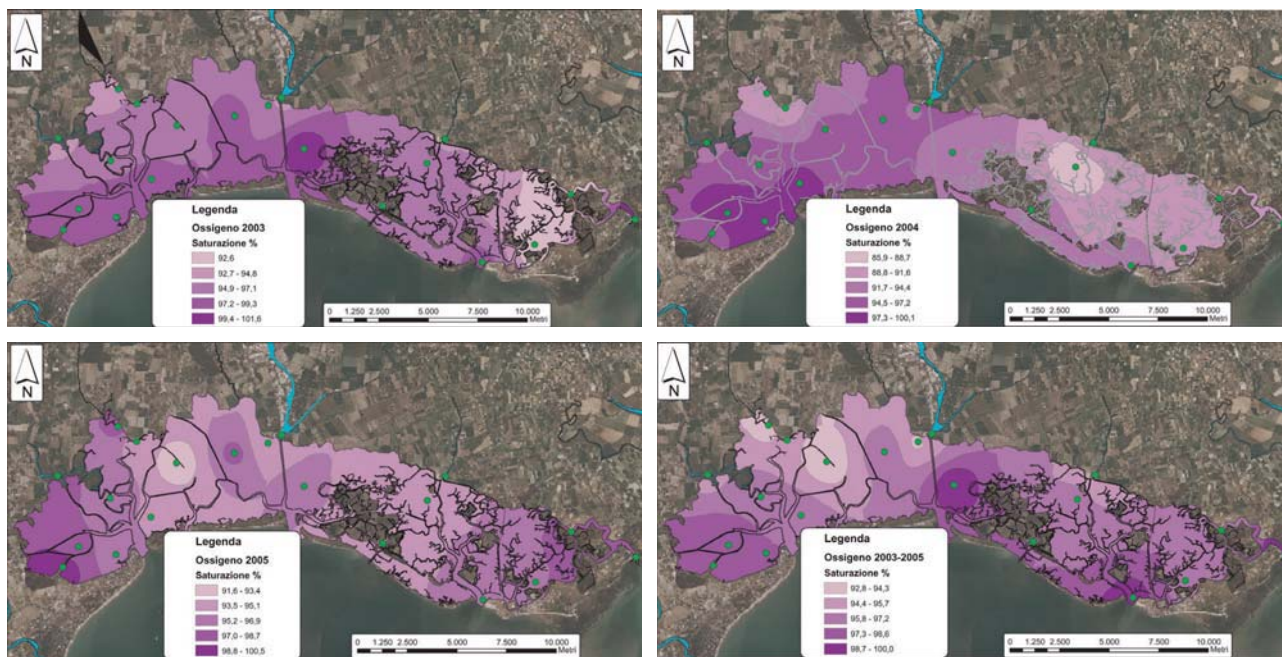 N
Legenda
Ossigeno 2003
Saturazione %
92,6
92,7 - 94,8
94,9 - 97,1
97,2 - 99,3
99,4 - 101,6
0 1.250 2.500 5.000 7.500 10.000
Metri
N
Legenda
Ossigeno 2004
Saturazione %
85,9 - 88,7
88,8 - 91,6
91,7 - 94,4
94,5 - 97,2
97,3 - 100,1
0 1.250 2.500 5.000 7.500 10.000
Metri
N
Legenda
Ossigeno 2005
Saturazione %
91,6 - 93,4
93,5 - 95,1
95,2 - 96,9
97,0 - 98,7
98,8 - 100,5
0 1.250 2.500 5.000 7.500 10.000
Metri
N
Legenda
Ossigeno 2003-2005
Saturazione %
92,8 - 94,3
94,4 - 95,7
95,8 - 97,2
97,3 - 98,6
98,7 - 100,0
0 1.250 2.500 5.000 7.500 10.000
Metri